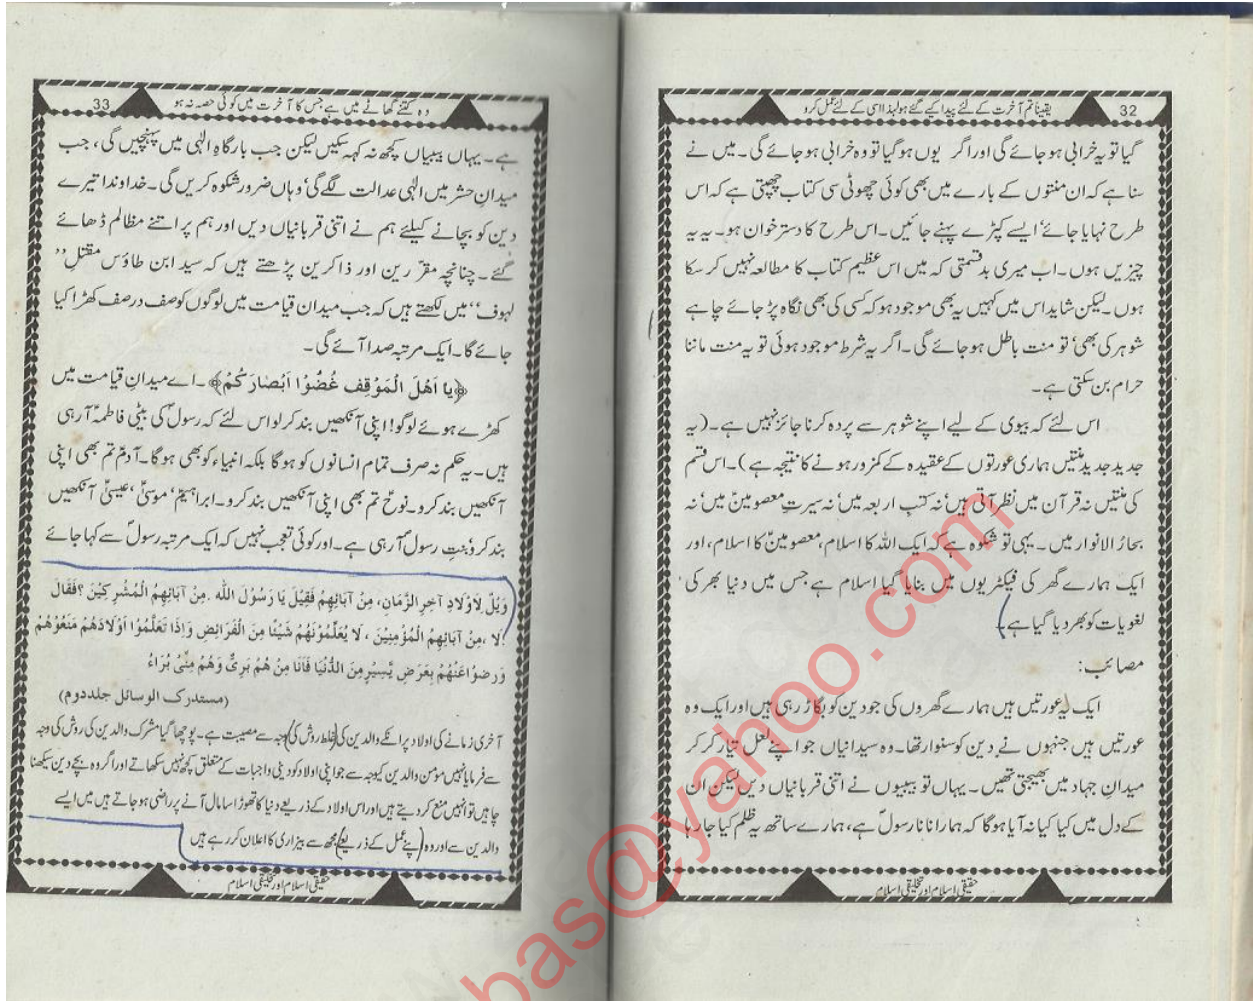 32 یقیناً تم آخرت کے لئے پیدا کیے گئے ہو لہذا اسی کے لئے عمل کرو
گیا تو یہ خرابی ہو جائے گی اور اگر یوں ہو گیا تو وہ خرابی ہو جائے گی۔ میں نے
سنا ہے کہ ان منتوں کے بارے میں بھی کوئی چھوٹی سی کتاب چھپتی ہے کہ اس
طرح نہایا جائے، ایسے کپڑے پہنے جائیں۔ اس طرح کا دسترخوان ہو۔ یہ یہ
چیزیں ہوں۔ اب میری بدقسمتی کہ میں اس عظیم کتاب کا مطالعہ نہیں کر سکا
ہوں۔ لیکن شاید اس میں کہیں یہ بھی موجود ہو کہ کسی کی بھی نگاہ پڑ جائے چاہے
شوہر کی بھی، تو منت باطل ہو جائے گی۔ اگر یہ شرط موجود ہوئی تو یہ منت ماننا
حرام بن سکتی ہے۔
اس لئے کہ بیوی کے لیے اپنے شوہر سے پردہ کرنا جائز نہیں ہے۔ (یہ
جدید جدید منتیں ہماری عورتوں کے عقیدہ کے کمزور ہونے کا نتیجہ ہے)۔ اس قسم
کی منتیں نہ قرآن میں نظر آتی ہیں، نہ کتب اربعہ میں، نہ سیرتِ معصومینؑ میں، نہ
بحار الانوار میں۔ یہی تو شکوہ ہے کہ ایک اللہ کا اسلام، معصومینؑ کا اسلام، اور
ایک ہمارے گھر کی فیکٹریوں میں بنایا گیا اسلام ہے جس میں دنیا بھر کی
لغویات کو بھر دیا گیا ہے۔
مصائب:
ایک یہ عورتیں ہیں ہمارے گھروں کی جو دین کو بگاڑ رہی ہیں اور ایک وہ
عورتیں ہیں جنہوں نے دین کو سنوارا تھا۔ وہ سیدانیاں جو اپنے لعل تیار کر کر
میدانِ جہاد میں بھیجتی تھیں۔ یہاں تو بیبیوں نے اتنی قربانیاں دیں لیکن ان
کے دل میں کیا کیا نہ آیا ہوگا کہ ہمارا نانا رسولؐ ہے، ہمارے ساتھ یہ ظلم کیا جا رہا
حقیقی اسلام اور تخلیقی اسلام
وہ کتنے گھاٹے میں ہے جس کا آخرت میں کوئی حصہ نہ ہو 33
ہے۔ یہاں بیبیاں کچھ نہ کہہ سکیں لیکن جب بارگاہِ الٰہی میں پہنچیں گی، جب
میدانِ حشر میں الٰہی عدالت لگے گی، وہاں ضرور شکوہ کریں گی۔ خداوندا تیرے
دین کو بچانے کیلئے ہم نے اتنی قربانیاں دیں اور ہم پر اتنے مظالم ڈھائے
گئے۔ چنانچہ مقررین اور ذاکرین پڑھتے ہیں کہ سید ابن طاؤس مقتلِ ’’
لہوف‘‘ میں لکھتے ہیں کہ جب میدان قیامت میں لوگوں کو صف در صف کھڑا کیا
جائے گا۔ ایک مرتبہ صدا آئے گی۔
﴿یا اَھْلَ الْمَوْقِفِ غُضُّوْا اَبْصَارَکُمْ﴾۔ اے میدانِ قیامت میں
کھڑے ہوئے لوگو! اپنی آنکھیں بند کر لو اس لئے کہ رسولؐ کی بیٹی فاطمہؑ آ رہی
ہیں۔ یہ حکم نہ صرف تمام انسانوں کو ہوگا بلکہ انبیاء کو بھی ہوگا۔ آدمؑ تم بھی اپنی
آنکھیں بند کرو۔ نوحؑ تم بھی اپنی آنکھیں بند کرو۔ ابراہیمؑ، موسیٰؑ، عیسیٰؑ آنکھیں
بند کرو، بنتِ رسولؐ آ رہی ہے۔ اور کوئی تعجب نہیں کہ ایک مرتبہ رسولؐ سے کہا جائے
وَیْلٌ لِاَوْلَادِ آخِرِ الزَّمَانِ، مِنْ آبَائِهِمْ فَقِیْلَ یَا رَسُوْلَ اللّٰہِ مِنْ آبَائِهِمُ الْمُشْرِکِیْنَ ؟ فَقَالَ
لَا ، مِنْ آبَائِهِمُ الْمُؤْمِنِیْنَ ، لَا یُعَلِّمُوْنَهُمْ شَیْئًا مِنَ الْفَرَائِضِ وَاِذَا تَعَلَّمُوْا اَوْلَادُهُمْ مَنَعُوْهُمْ
وَرَضُوْا عَنْهُمْ بِعَرَضٍ یَّسِیْرٍ مِنَ الدُّنْیَا فَاَنَا مِنْ هُمْ بَرِیٌّ وَهُمْ مِنِّیْ بُرَاءُ
(مستدرک الوسائل جلد دوم)
آخری زمانے کی اولاد پر انکے والدین کی (غلط روش کی) وجہ سے مصیبت ہے۔ پوچھا گیا مشرک والدین کی روش کی وجہ
سے فرمایا نہیں مومن والدین کیوجہ سے جو اپنی اولاد کو دینی واجبات کے متعلق کچھ نہیں سکھاتے اور اگر وہ بچے دین سیکھنا
چاہیں تو انہیں منع کر دیتے ہیں اور اس اولاد کے ذریعے دنیا کا تھوڑا سا مال آنے پر راضی ہو جاتے ہیں میں ایسے
والدین سے اور وہ (اپنے عمل کے ذریعے) مجھ سے بیزاری کا اعلان کر رہے ہیں
حقیقی اسلام اور تخلیقی اسلام
bas@yahoo.com